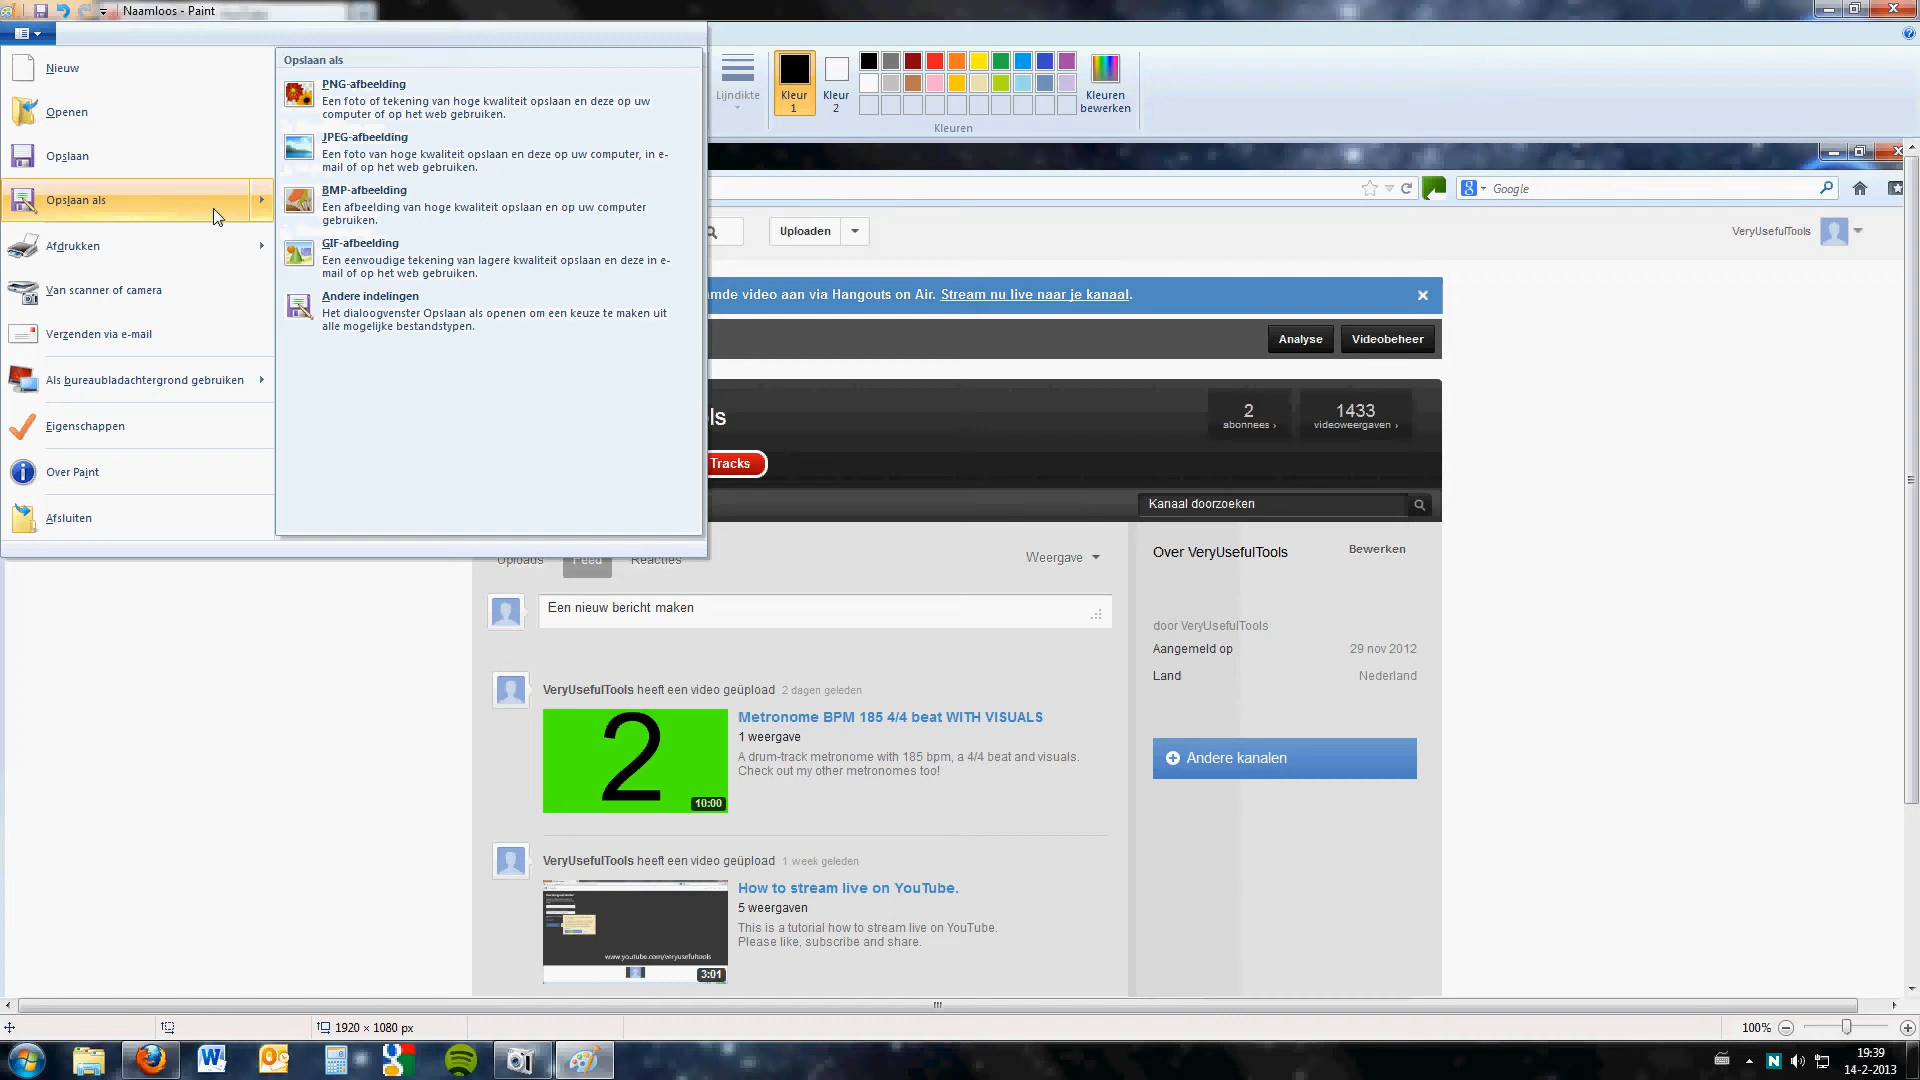 Naamloos - Paint
Nieuw
Openen
Opslaan
Opslaan als
Afdrukken
Van scanner of camera
Verzenden via e-mail
Als bureaubladachtergrond gebruiken
Eigenschappen
Over Paint
Afsluiten
Opslaan als
PNG-afbeelding
Een foto of tekening van hoge kwaliteit opslaan en deze op uw
computer of op het web gebruiken.
JPEG-afbeelding
Een foto van hoge kwaliteit opslaan en deze op uw computer, in e-
mail of op het web gebruiken.
BMP-afbeelding
Een afbeelding van hoge kwaliteit opslaan en op uw computer
gebruiken.
GIF-afbeelding
Een eenvoudige tekening van lagere kwaliteit opslaan en deze in e-
mail of op het web gebruiken.
Andere indelingen
Het dialoogvenster Opslaan als openen om een keuze te maken uit
alle mogelijke bestandstypen.
Lijndikte
Kleur
1
Kleur
2
Kleuren
bewerken
Kleuren
Google
Uploaden
VeryUsefulTools
mde video aan via Hangouts on Air. Stream nu live naar je kanaal.
Analyse
Videobeheer
ls
2
abonnees ›
1433
videoweergaven ›
Tracks
Kanaal doorzoeken
Uploads
Feed
Reacties
Weergave
Een nieuw bericht maken
Over VeryUsefulTools
Bewerken
door VeryUsefulTools
Aangemeld op 29 nov 2012
Land Nederland
Andere kanalen
VeryUsefulTools heeft een video geüpload 2 dagen geleden
2
10:00
Metronome BPM 185 4/4 beat WITH VISUALS
1 weergave
A drum-track metronome with 185 bpm, a 4/4 beat and visuals.
Check out my other metronomes too!
VeryUsefulTools heeft een video geüpload 1 week geleden
www.youtube.com/veryusefultools
3:01
How to stream live on YouTube.
5 weergaven
This is a tutorial how to stream live on YouTube.
Please like, subscribe and share.
1920 × 1080 px
100%
19:39
14-2-2013